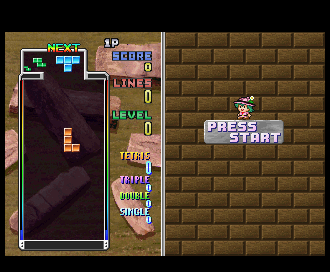 NEXT
1P
SCORE
0
LINES
0
LEVEL
0
TETRIS
0
TRIPLE
0
DOUBLE
0
SINGLE
0
PRESS
START